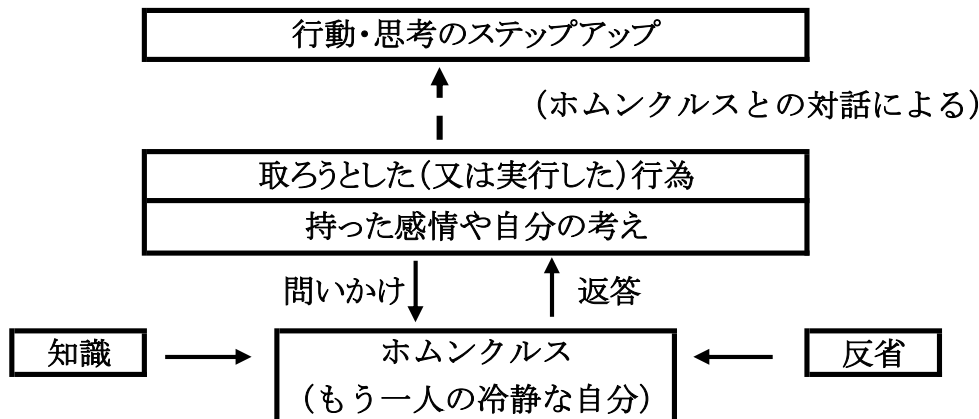 行動・思考のステップアップ
(ホムンクルスとの対話による)
取ろうとした(又は実行した)行為
持った感情や自分の考え
問いかけ
返答
知識
ホムンクルス
(もう一人の冷静な自分)
反省